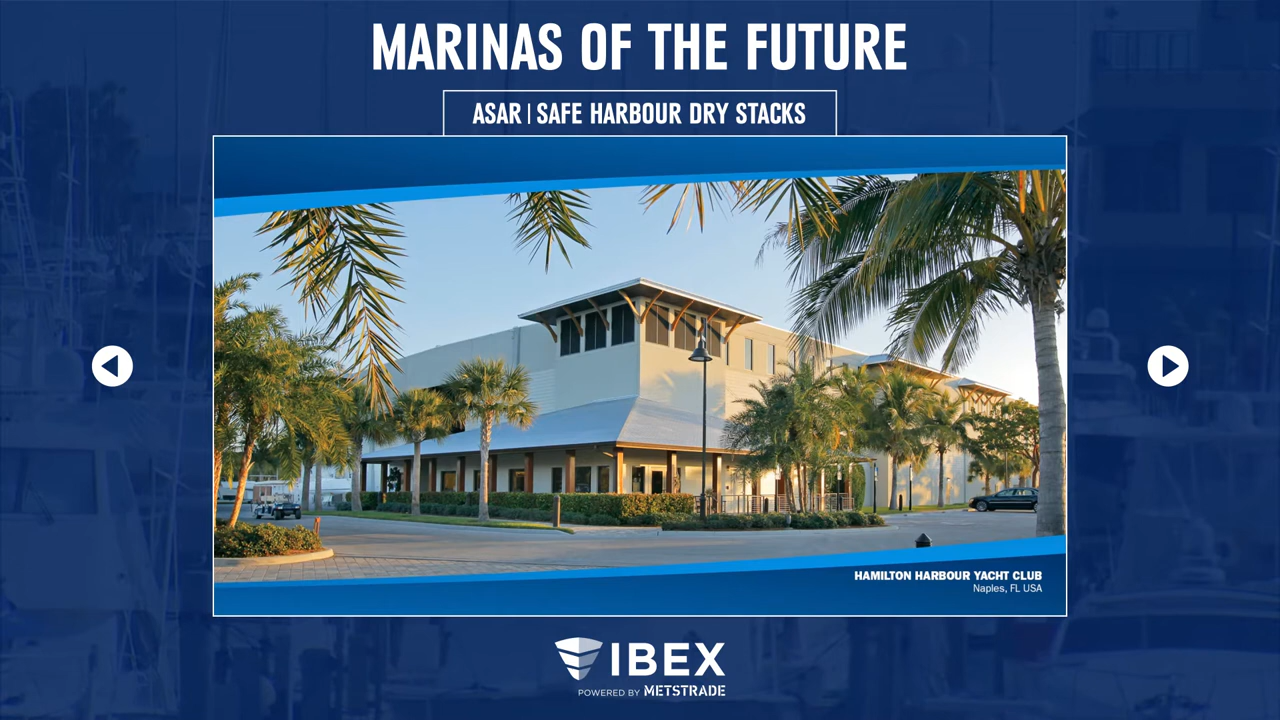 MARINAS OF THE FUTURE
ASAR | SAFE HARBOUR DRY STACKS
HAMILTON HARBOUR YACHT CLUB
Naples, FL USA
IBEX
POWERED BY METSTRADE